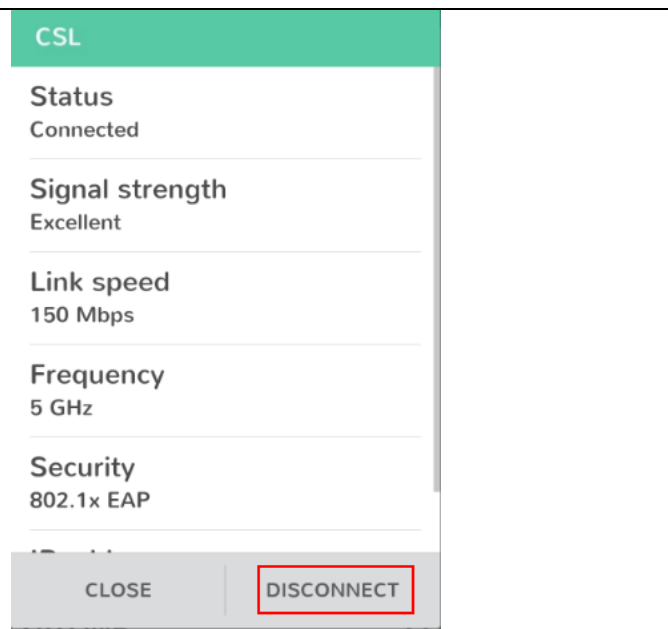 CSL
Status
Connected
Signal strength
Excellent
Link speed
150 Mbps
Frequency
5 GHz
Security
802.1x EAP
CLOSE DISCONNECT